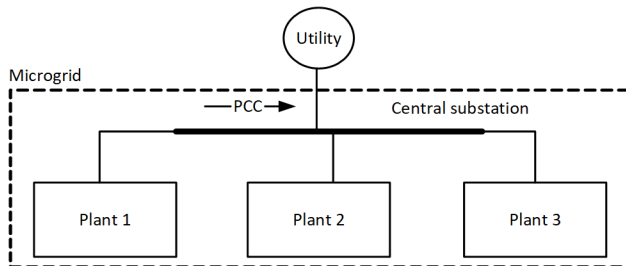 Utility
Microgrid
PCC
Central substation
Plant 1
Plant 2
Plant 3